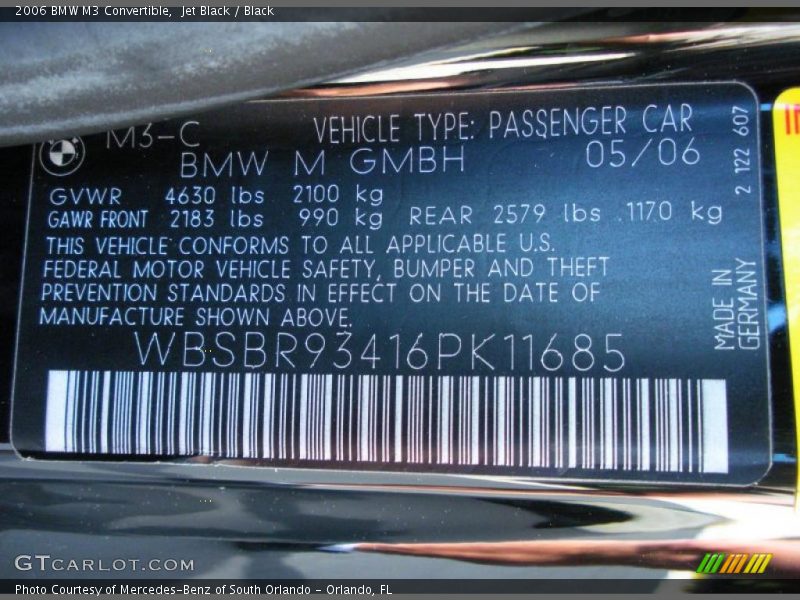 2006 BMW M3 Convertible,  Jet Black / Black
M3-C
VEHICLE TYPE: PASSENGER CAR
BMW M GMBH 05/06
GVWR 4630 lbs 2100 kg
GAWR FRONT 2183 lbs 990 kg REAR 2579 lbs 1170 kg
THIS VEHICLE CONFORMS TO ALL APPLICABLE U.S.
FEDERAL MOTOR VEHICLE SAFETY, BUMPER AND THEFT
PREVENTION STANDARDS IN EFFECT ON THE DATE OF
MANUFACTURE SHOWN ABOVE.
WBSBR93416PK11685
2 122 607
MADE IN
GERMANY
GTCARLOT.COM
Photo Courtesy of Mercedes-Benz of South Orlando - Orlando, FL